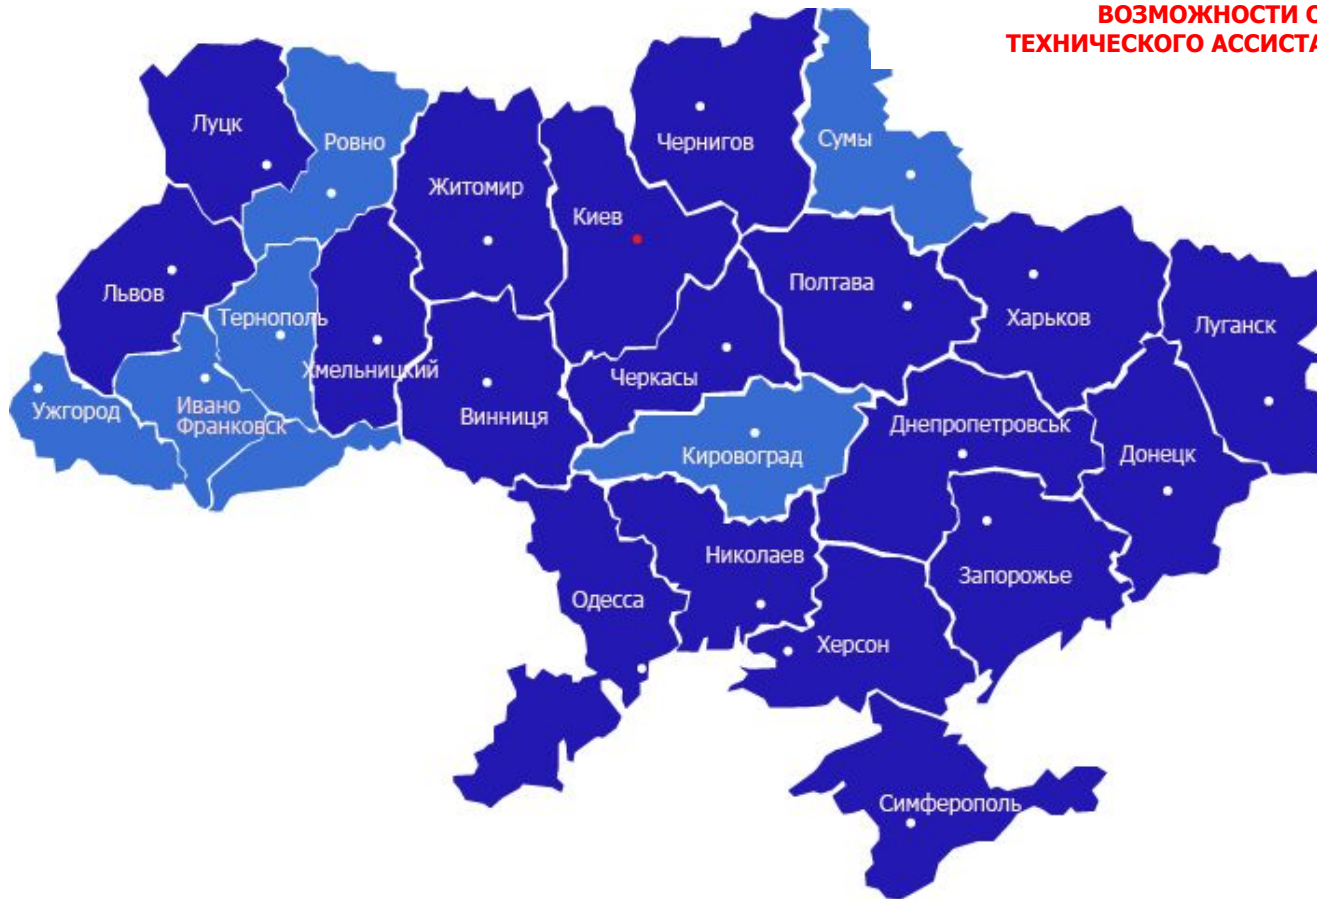 ВОЗМОЖНОСТИ О
ТЕХНИЧЕСКОГО АССИСТА
Луцк
Ровно
Чернигов
Сумы
Житомир
Киев
Львов
Тернополь
Полтава
Харьков
Луганск
Хмельницкий
Черкасы
Ужгород
Ивано
Франковск
Винниця
Днепропетровськ
Кировоград
Донецк
Николаев
Запорожье
Одесса
Херсон
Симферополь